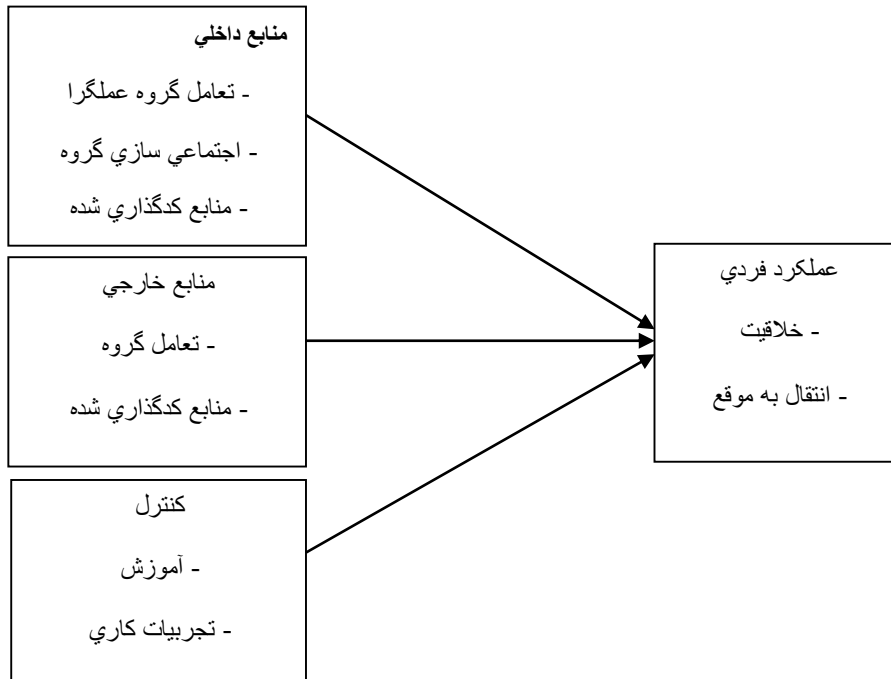 منابع داخلي
- تعامل گروه عملگرا
- اجتماعي سازي گروه
- منابع كدگذاري شده
منابع خارجي
- تعامل گروه
- منابع كدگذاري شده
كنترل
- آموزش
- تجربيات كاري
عملكرد فردي
- خلاقيت
- انتقال به موقع